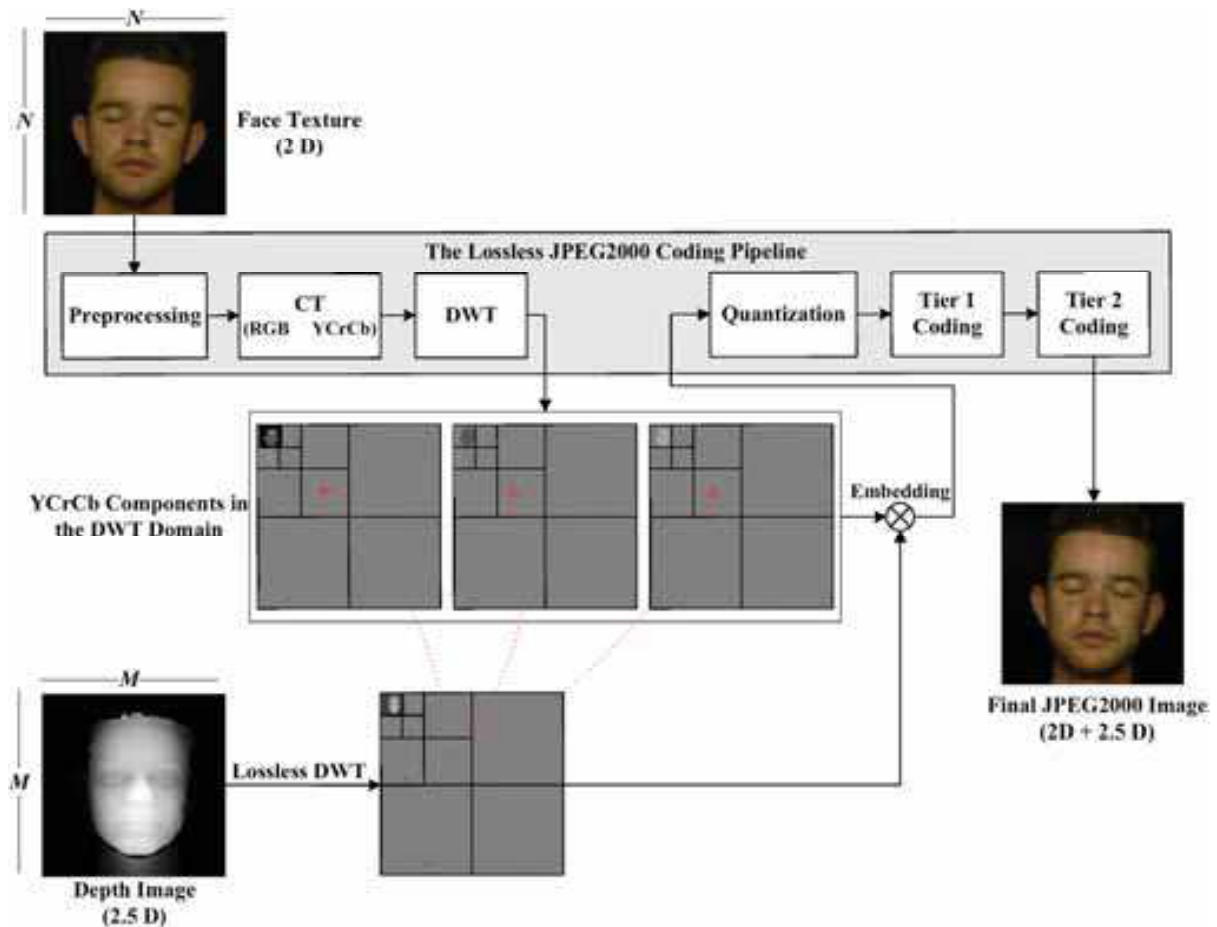 N
N
Face Texture
(2 D)
The Lossless JPEG2000 Coding Pipeline
Preprocessing
CT
(RGB YCrCb)
DWT
Quantization
Tier 1
Coding
Tier 2
Coding
YCrCb Components in
the DWT Domain
Embedding
Final JPEG2000 Image
(2D + 2.5 D)
M
M
Lossless DWT
Depth Image
(2.5 D)